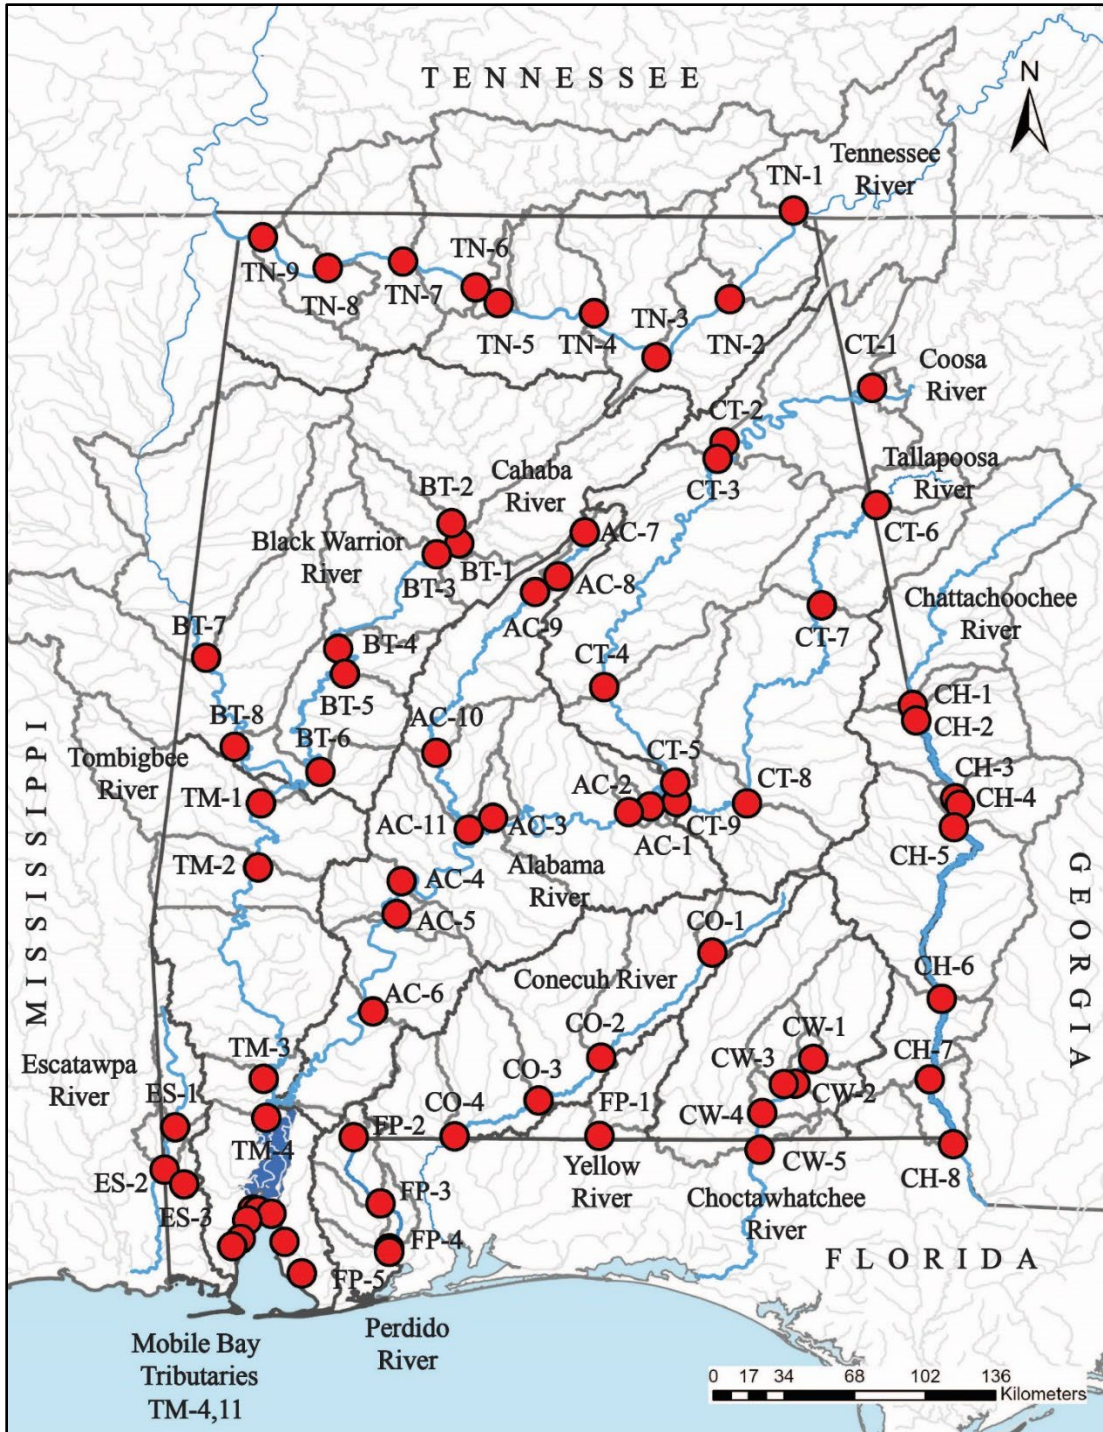 TENNESSEE
N
Tennessee
River
TN-1
TN-6
TN-9
TN-8
TN-7
TN-5
TN-4
TN-3
TN-2
CT-1
Coosa
River
CT-2
CT-3
Cahaba
River
Tallapoosa
River
CT-6
BT-2
BT-1
BT-3
Black Warrior
River
AC-7
AC-8
AC-9
CT-7
Chattachoochee
River
BT-7
BT-4
BT-5
CT-4
CH-1
CH-2
AC-10
BT-8
BT-6
Tombigbee
River
TM-1
CT-5
CT-8
CH-3
CH-4
AC-2
AC-11
AC-3
AC-1
CT-9
CH-5
Alabama
River
TM-2
AC-4
AC-5
MISSISSIPPI
GEORGIA
CO-1
Conecuh River
CH-6
AC-6
CO-2
CW-1
CW-3
CW-2
TM-3
CO-3
CH-7
Escatawpa
River
ES-1
CO-4
FP-1
CW-4
TM-4
FP-2
Yellow
River
CW-5
CH-8
ES-2
ES-3
FP-3
Choctawhatchee
River
FP-4
FP-5
FLORIDA
Mobile Bay
Tributaries
TM-4,11
Perdido
River
0 17 34 68 102 136
Kilometers